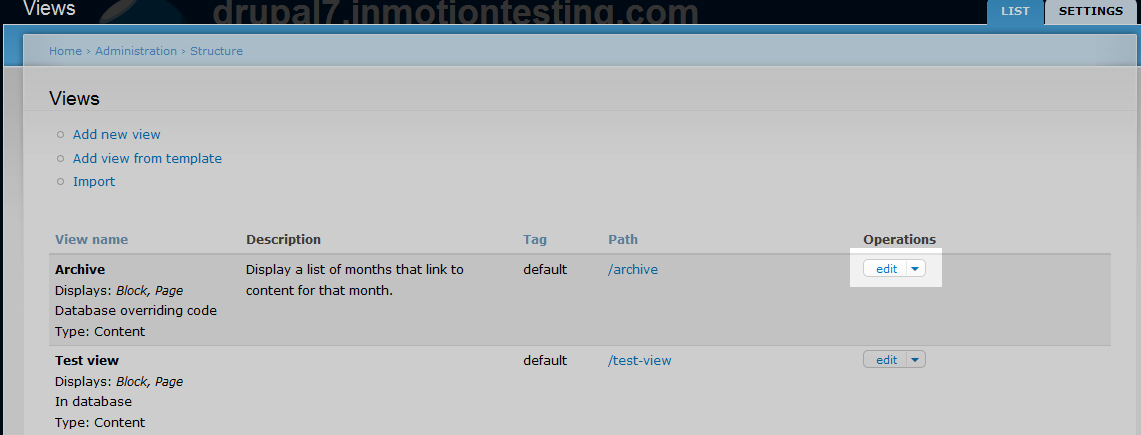 Views
drupal7.inmotiontesting.com
LIST
SETTINGS
Home › Administration › Structure
Views
Add new view
Add view from template
Import
View name Description Tag Path Operations
Archive Display a list of months that link to default /archive edit
Displays: Block, Page content for that month.
Database overriding code
Type: Content
Test view default /test-view edit
Displays: Block, Page
In database
Type: Content